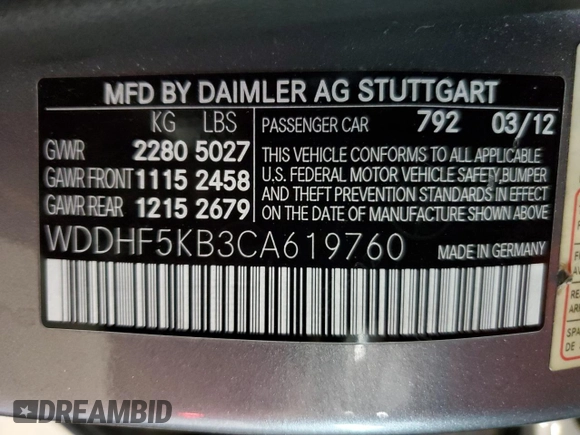 MFD BY DAIMLER AG STUTTGART
KG LBS
GVWR 2280 5027
GAWR FRONT 1115 2458
GAWR REAR 1215 2679
PASSENGER CAR 792 03/12
THIS VEHICLE CONFORMS TO ALL APPLICABLE
U.S. FEDERAL MOTOR VEHICLE SAFETY,BUMPER
AND THEFT PREVENTION STANDARDS IN EFFECT
ON THE DATE OF MANUFACTURE SHOWN ABOVE.
WDDHF5KB3CA619760 MADE IN GERMANY
DREAMBID